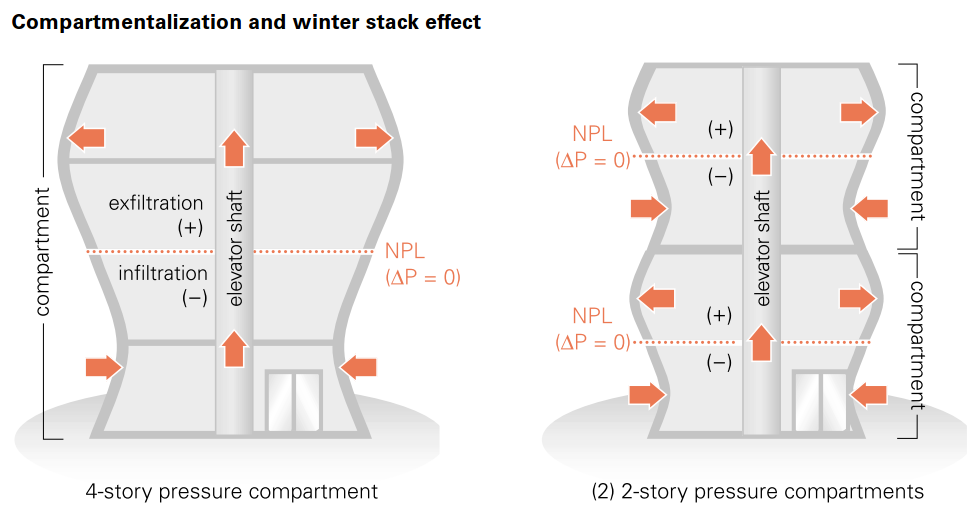 Compartmentalization and winter stack effect
compartment
exfiltration
(+)
infiltration
(−)
elevator shaft
NPL
(ΔP = 0)
4-story pressure compartment
NPL
(ΔP = 0)
(+)
(−)
elevator shaft
compartment
NPL
(ΔP = 0)
(+)
(−)
compartment
(2) 2-story pressure compartments